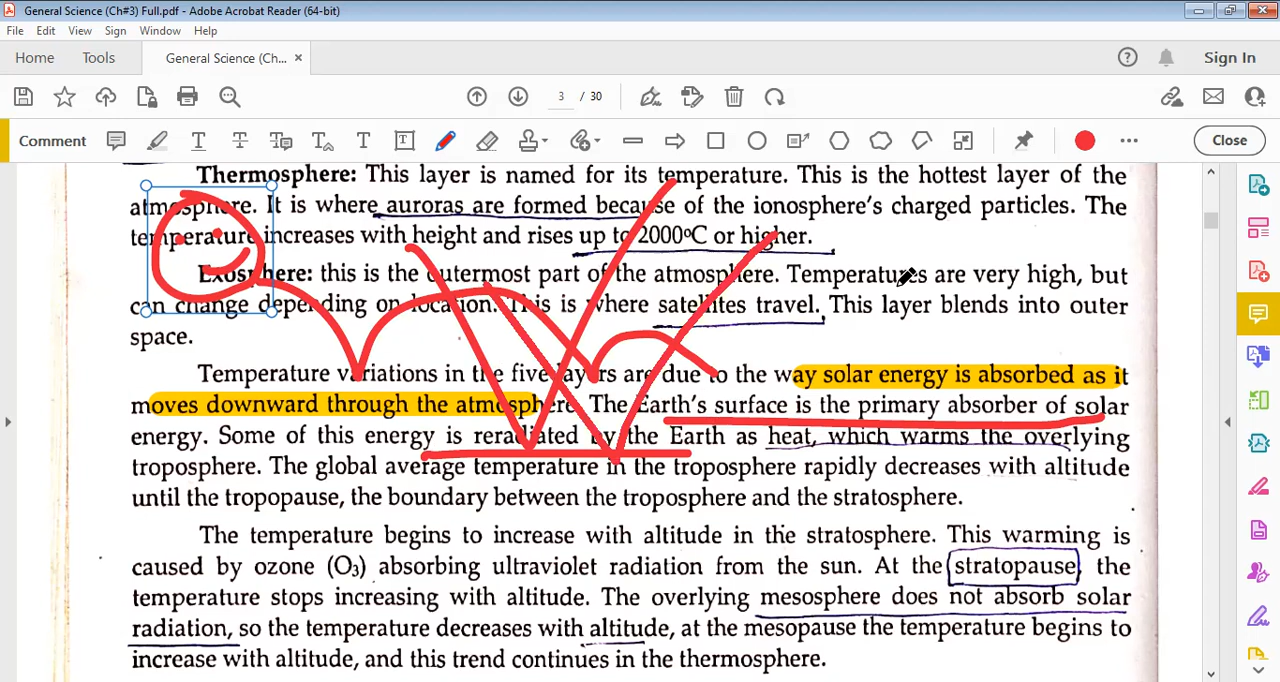 General Science (Ch#3) Full.pdf - Adobe Acrobat Reader (64-bit)
File Edit View Sign Window Help
Home Tools General Science (Ch... ×
Sign In
3 / 30
Comment
Close
Thermosphere: This layer is named for its temperature. This is the hottest layer of the
atmosphere. It is where auroras are formed because of the ionosphere's charged particles. The
temperature increases with height and rises up to 2000°C or higher.
Exosphere: this is the outermost part of the atmosphere. Temperatures are very high, but
can change depending on location. This is where satellites travel. This layer blends into outer
space.
Temperature variations in the five layers are due to the way solar energy is absorbed as it
moves downward through the atmosphere. The Earth's surface is the primary absorber of solar
energy. Some of this energy is reradiated by the Earth as heat, which warms the overlying
troposphere. The global average temperature in the troposphere rapidly decreases with altitude
until the tropopause, the boundary between the troposphere and the stratosphere.
The temperature begins to increase with altitude in the stratosphere. This warming is
caused by ozone (O₃) absorbing ultraviolet radiation from the sun. At the stratopause, the
temperature stops increasing with altitude. The overlying mesosphere does not absorb solar
radiation, so the temperature decreases with altitude, at the mesopause the temperature begins to
increase with altitude, and this trend continues in the thermosphere.